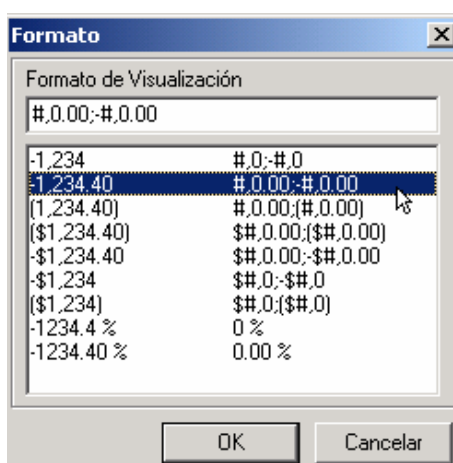 Formato
Formato de Visualización
#,0.00;-#,0.00
-1,234 #,0;-#,0
-1,234.40 #,0.00;-#,0.00
(1,234.40) #,0.00;(#,0.00)
($1,234.40) $#,0.00;($#,0.00)
-$1,234.40 $#,0.00;-$#,0.00
-$1,234 $#,0;-$#,0
($1,234) $#,0;($#,0)
-1234.4 % 0 %
-1234.40 % 0.00 %
OK Cancelar